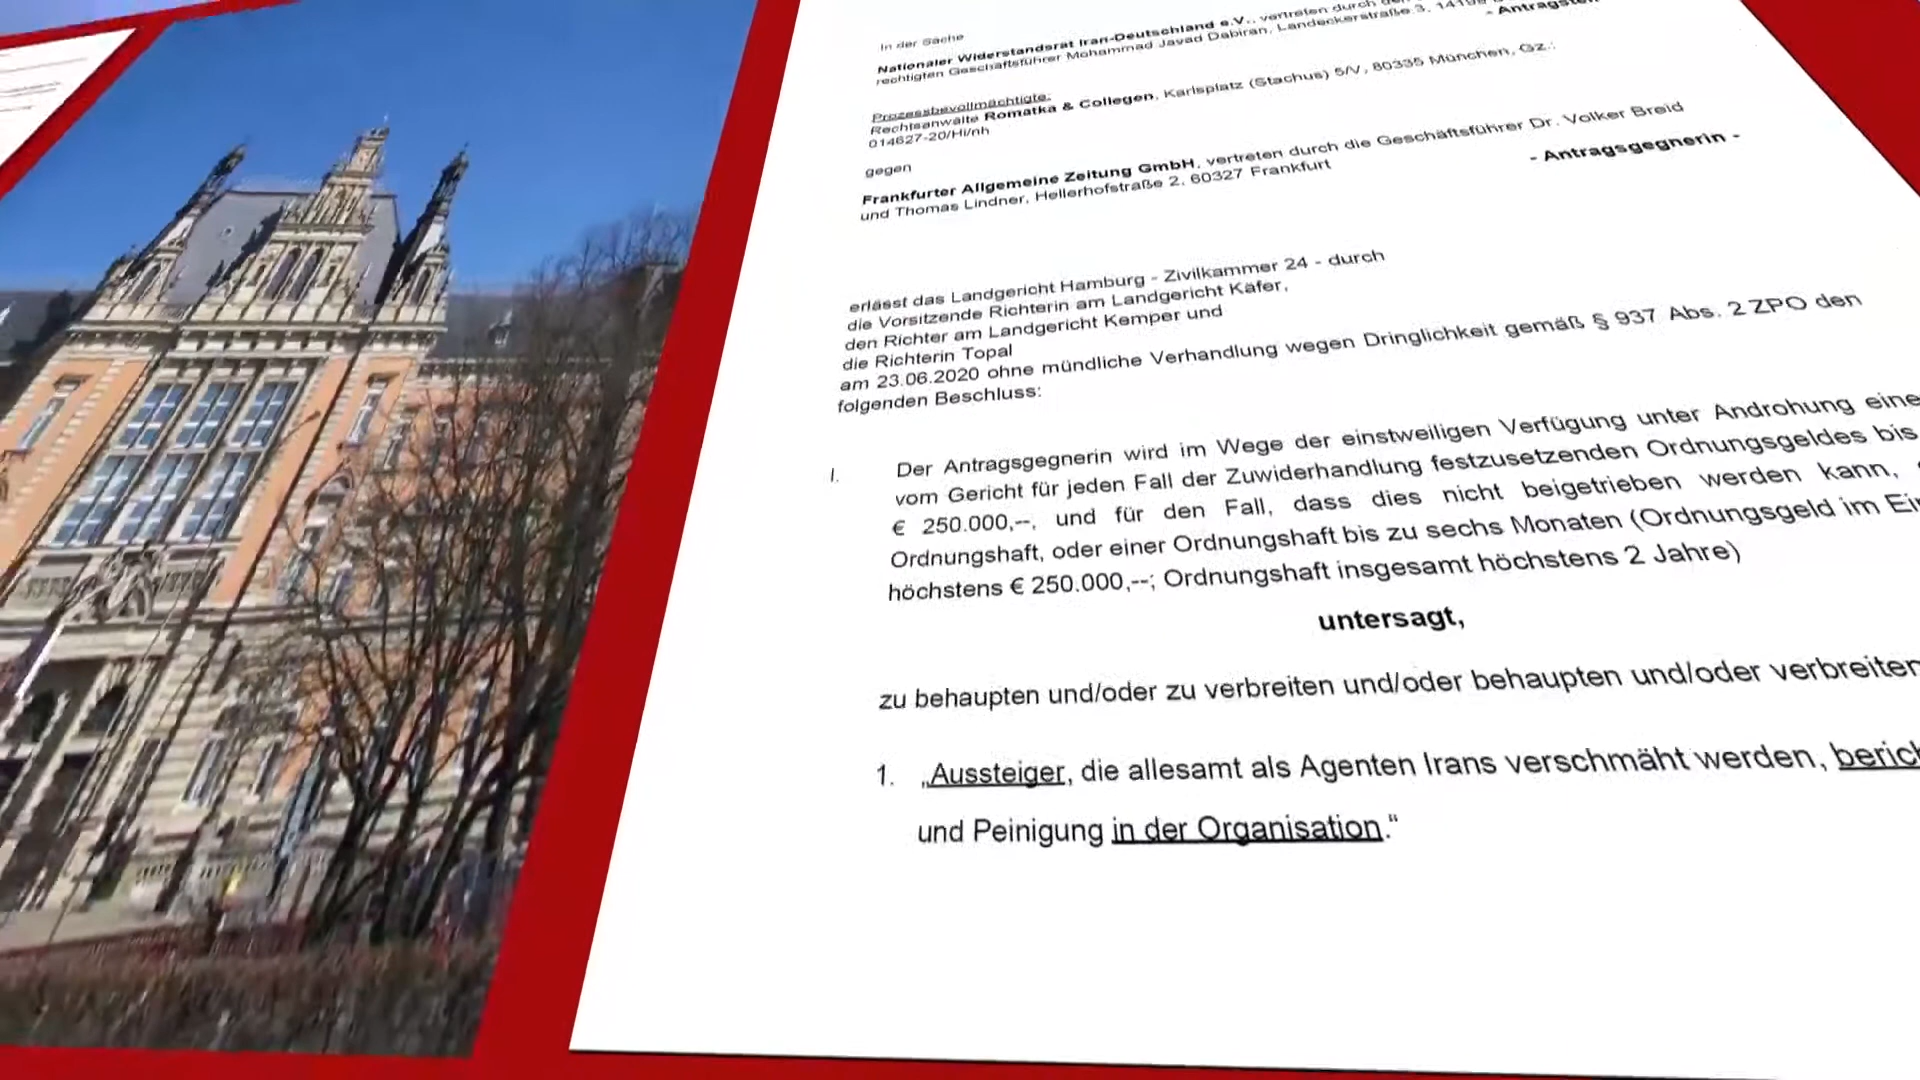 In der Sache
Nationaler Widerstandsrat Iran-Deutschland e.V., vertreten durch den
rechtigten Geschäftsführer Mohammad Javad Dabiran, Landeckerstraße 3,
- Antragstell
Prozessbevollmächtigte:
Rechtsanwälte Romatka & Collegen, Karlsplatz (Stachus) 5/V, 80335 München, Gz.:
014627-20/Hi/nh
gegen
Frankfurter Allgemeine Zeitung GmbH, vertreten durch die Geschäftsführer Dr. Volker Breid
und Thomas Lindner, Hellerhofstraße 2, 60327 Frankfurt
- Antragsgegnerin -
erlässt das Landgericht Hamburg - Zivilkammer 24 - durch
die Vorsitzende Richterin am Landgericht Käfer,
den Richter am Landgericht Kemper und
die Richterin Topal
am 23.06.2020 ohne mündliche Verhandlung wegen Dringlichkeit gemäß § 937 Abs. 2 ZPO den
folgenden Beschluss:
I. Der Antragsgegnerin wird im Wege der einstweiligen Verfügung unter Androhung eine
vom Gericht für jeden Fall der Zuwiderhandlung festzusetzenden Ordnungsgeldes bis
€ 250.000,--, und für den Fall, dass dies nicht beigetrieben werden kann,
Ordnungshaft, oder einer Ordnungshaft bis zu sechs Monaten (Ordnungsgeld im Ein
höchstens € 250.000,--; Ordnungshaft insgesamt höchstens 2 Jahre)
untersagt,
zu behaupten und/oder zu verbreiten und/oder behaupten und/oder verbreiten
1. „Aussteiger, die allesamt als Agenten Irans verschmäht werden, berich
und Peinigung in der Organisation.“